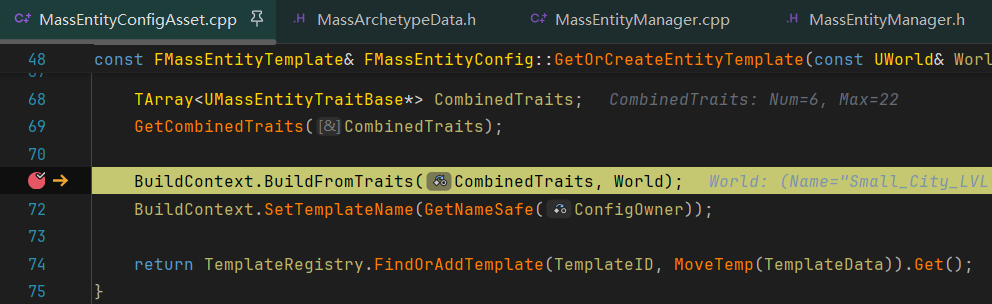 MassEntityConfigAsset.cpp MassArchetypeData.h MassEntityManager.cpp MassEntityManager.h
48 const FMassEntityTemplate& FMassEntityConfig::GetOrCreateEntityTemplate(const UWorld& Worl
67
68 TArray<UMassEntityTraitBase*> CombinedTraits; CombinedTraits: Num=6, Max=22
69 GetCombinedTraits([&]CombinedTraits);
70
BuildContext.BuildFromTraits(CombinedTraits, World); World: (Name="Small_City_LVL
72 BuildContext.SetTemplateName(GetNameSafe(ConfigOwner));
73
74 return TemplateRegistry.FindOrAddTemplate(TemplateID, MoveTemp(TemplateData)).Get();
75 }